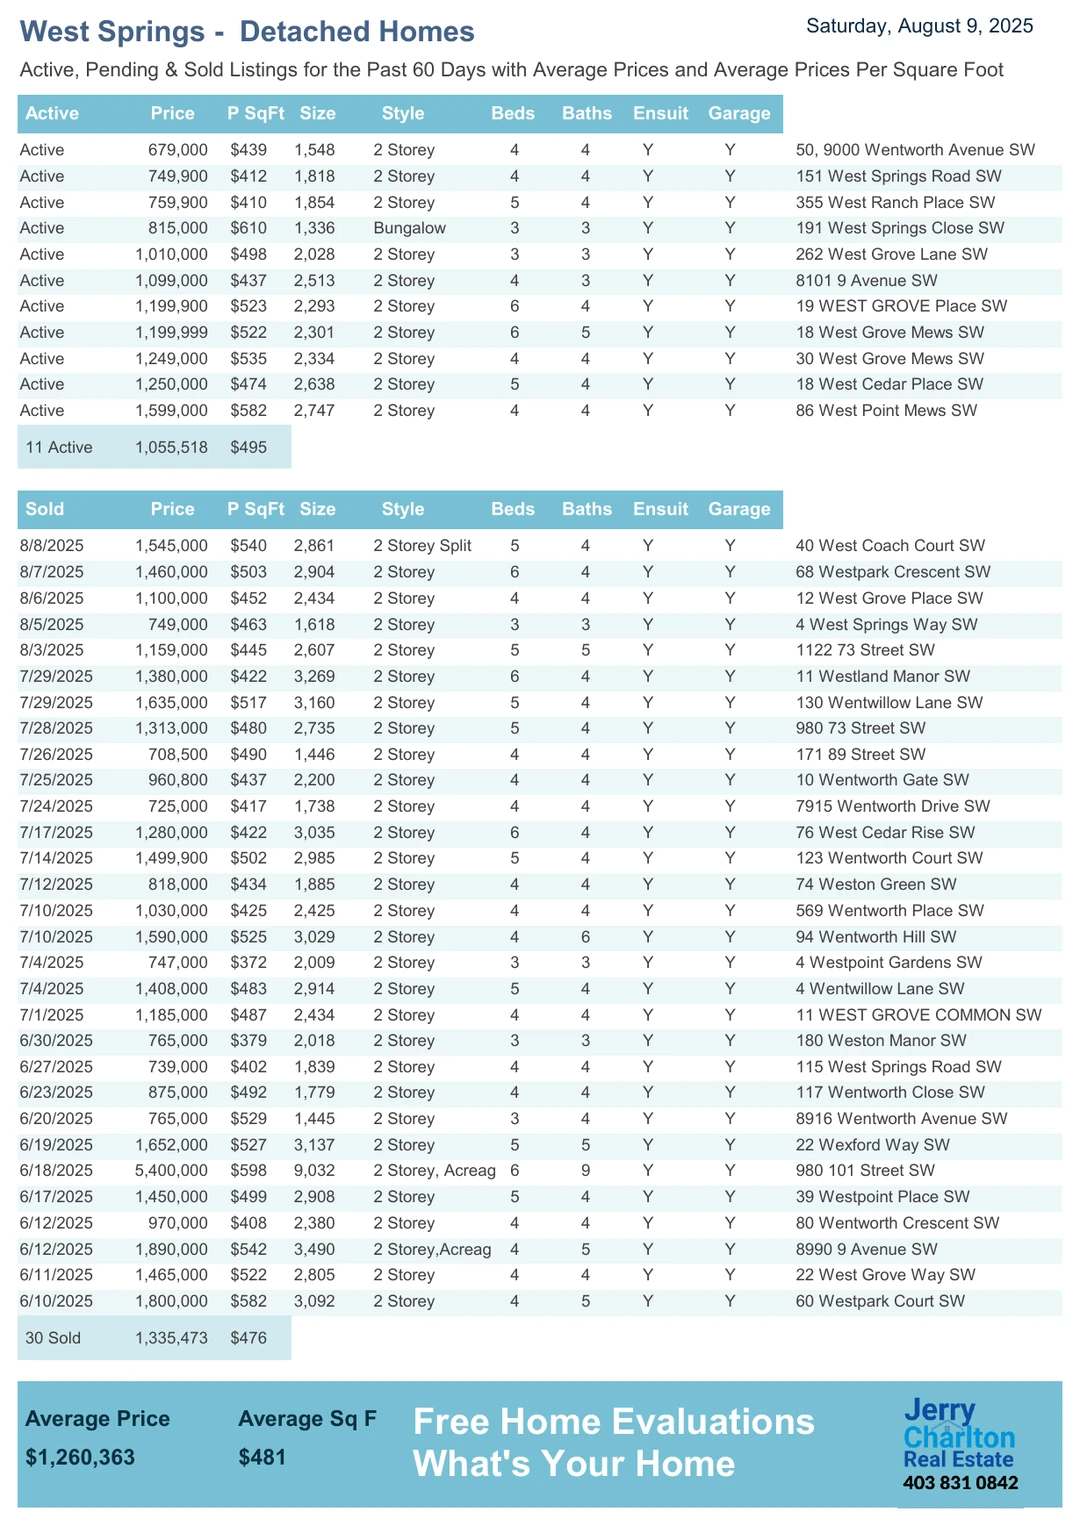 West Springs - Detached Homes
Saturday, August 9, 2025
Active, Pending & Sold Listings for the Past 60 Days with Average Prices and Average Prices Per Square Foot
Active Price P SqFt Size Style Beds Baths Ensuit Garage
Active 679,000 $439 1,548 2 Storey 4 4 Y Y 50, 9000 Wentworth Avenue SW
Active 749,900 $412 1,818 2 Storey 4 4 Y Y 151 West Springs Road SW
Active 759,900 $410 1,854 2 Storey 5 4 Y Y 355 West Ranch Place SW
Active 815,000 $610 1,336 Bungalow 3 3 Y Y 191 West Springs Close SW
Active 1,010,000 $498 2,028 2 Storey 3 3 Y Y 262 West Grove Lane SW
Active 1,099,000 $437 2,513 2 Storey 4 3 Y Y 8101 9 Avenue SW
Active 1,199,900 $523 2,293 2 Storey 6 4 Y Y 19 WEST GROVE Place SW
Active 1,199,999 $522 2,301 2 Storey 6 5 Y Y 18 West Grove Mews SW
Active 1,249,000 $535 2,334 2 Storey 4 4 Y Y 30 West Grove Mews SW
Active 1,250,000 $474 2,638 2 Storey 5 4 Y Y 18 West Cedar Place SW
Active 1,599,000 $582 2,747 2 Storey 4 4 Y Y 86 West Point Mews SW
11 Active 1,055,518 $495
Sold Price P SqFt Size Style Beds Baths Ensuit Garage
8/8/2025 1,545,000 $540 2,861 2 Storey Split 5 4 Y Y 40 West Coach Court SW
8/7/2025 1,460,000 $503 2,904 2 Storey 6 4 Y Y 68 Westpark Crescent SW
8/6/2025 1,100,000 $452 2,434 2 Storey 4 4 Y Y 12 West Grove Place SW
8/5/2025 749,000 $463 1,618 2 Storey 3 3 Y Y 4 West Springs Way SW
8/3/2025 1,159,000 $445 2,607 2 Storey 5 5 Y Y 1122 73 Street SW
7/29/2025 1,380,000 $422 3,269 2 Storey 6 4 Y Y 11 Westland Manor SW
7/29/2025 1,635,000 $517 3,160 2 Storey 5 4 Y Y 130 Wentwillow Lane SW
7/28/2025 1,313,000 $480 2,735 2 Storey 5 4 Y Y 980 73 Street SW
7/26/2025 708,500 $490 1,446 2 Storey 4 4 Y Y 171 89 Street SW
7/25/2025 960,800 $437 2,200 2 Storey 4 4 Y Y 10 Wentworth Gate SW
7/24/2025 725,000 $417 1,738 2 Storey 4 4 Y Y 7915 Wentworth Drive SW
7/17/2025 1,280,000 $422 3,035 2 Storey 6 4 Y Y 76 West Cedar Rise SW
7/14/2025 1,499,900 $502 2,985 2 Storey 5 4 Y Y 123 Wentworth Court SW
7/12/2025 818,000 $434 1,885 2 Storey 4 4 Y Y 74 Weston Green SW
7/10/2025 1,030,000 $425 2,425 2 Storey 4 4 Y Y 569 Wentworth Place SW
7/10/2025 1,590,000 $525 3,029 2 Storey 4 6 Y Y 94 Wentworth Hill SW
7/4/2025 747,000 $372 2,009 2 Storey 3 3 Y Y 4 Westpoint Gardens SW
7/4/2025 1,408,000 $483 2,914 2 Storey 5 4 Y Y 4 Wentwillow Lane SW
7/1/2025 1,185,000 $487 2,434 2 Storey 4 4 Y Y 11 WEST GROVE COMMON SW
6/30/2025 765,000 $379 2,018 2 Storey 3 3 Y Y 180 Weston Manor SW
6/27/2025 739,000 $402 1,839 2 Storey 4 4 Y Y 115 West Springs Road SW
6/23/2025 875,000 $492 1,779 2 Storey 4 4 Y Y 117 Wentworth Close SW
6/20/2025 765,000 $529 1,445 2 Storey 3 4 Y Y 8916 Wentworth Avenue SW
6/19/2025 1,652,000 $527 3,137 2 Storey 5 5 Y Y 22 Wexford Way SW
6/18/2025 5,400,000 $598 9,032 2 Storey, Acreag 6 9 Y Y 980 101 Street SW
6/17/2025 1,450,000 $499 2,908 2 Storey 5 4 Y Y 39 Westpoint Place SW
6/12/2025 970,000 $408 2,380 2 Storey 4 4 Y Y 80 Wentworth Crescent SW
6/12/2025 1,890,000 $542 3,490 2 Storey,Acreag 4 5 Y Y 8990 9 Avenue SW
6/11/2025 1,465,000 $522 2,805 2 Storey 4 4 Y Y 22 West Grove Way SW
6/10/2025 1,800,000 $582 3,092 2 Storey 4 5 Y Y 60 Westpark Court SW
30 Sold 1,335,473 $476
Average Price Average Sq F
$1,260,363 $481
Free Home Evaluations
What's Your Home
Jerry
Charlton
Real Estate
403 831 0842